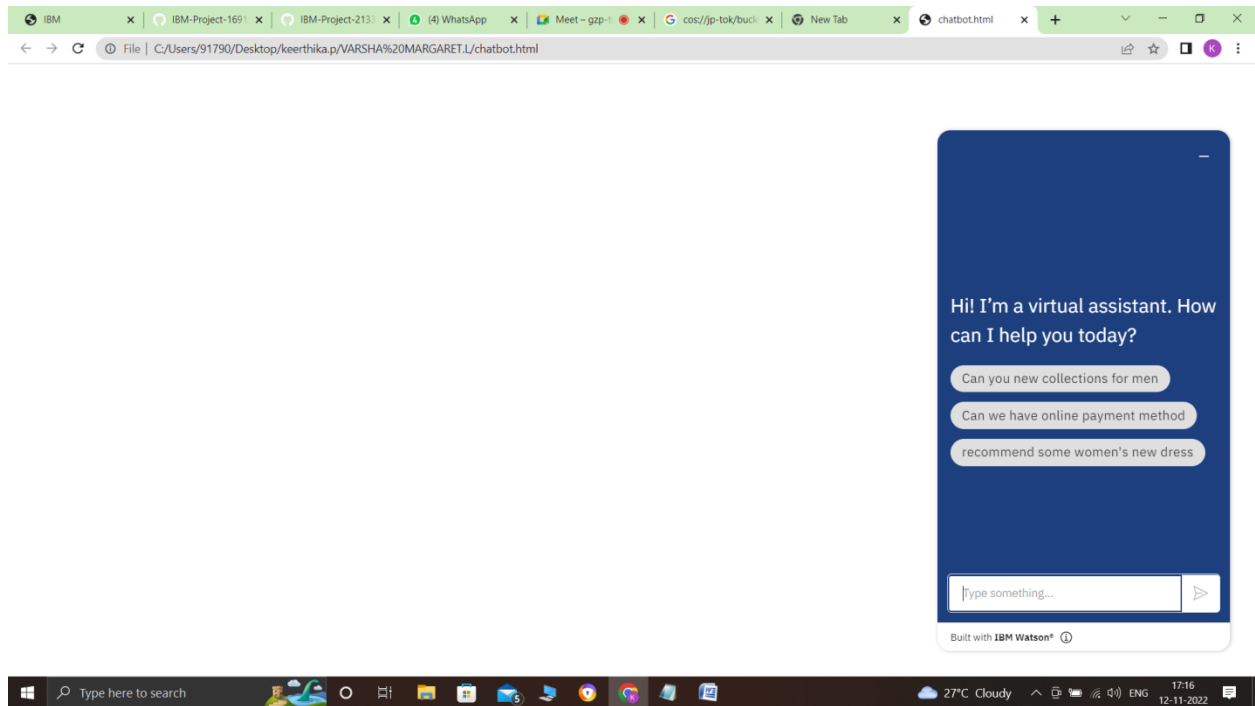 IBM
IBM-Project-1691
IBM-Project-2133
(4) WhatsApp
Meet – gzp-t
cos://jp-tok/buck
New Tab
chatbot.html
File | C:/Users/91790/Desktop/keerthika.p/VARSHA%20MARGARET.L/chatbot.html
K
Hi! I’m a virtual assistant. How
can I help you today?
Can you new collections for men
Can we have online payment method
recommend some women's new dress
Type something...
Built with IBM Watson®
Type here to search
5
27°C Cloudy
ENG
17:16
12-11-2022